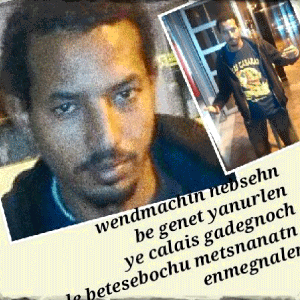 wendmachin nebsehn
be genet yanurlen
ye calais gadegnoch
le betesebochu metsnanatn
enmegnalen